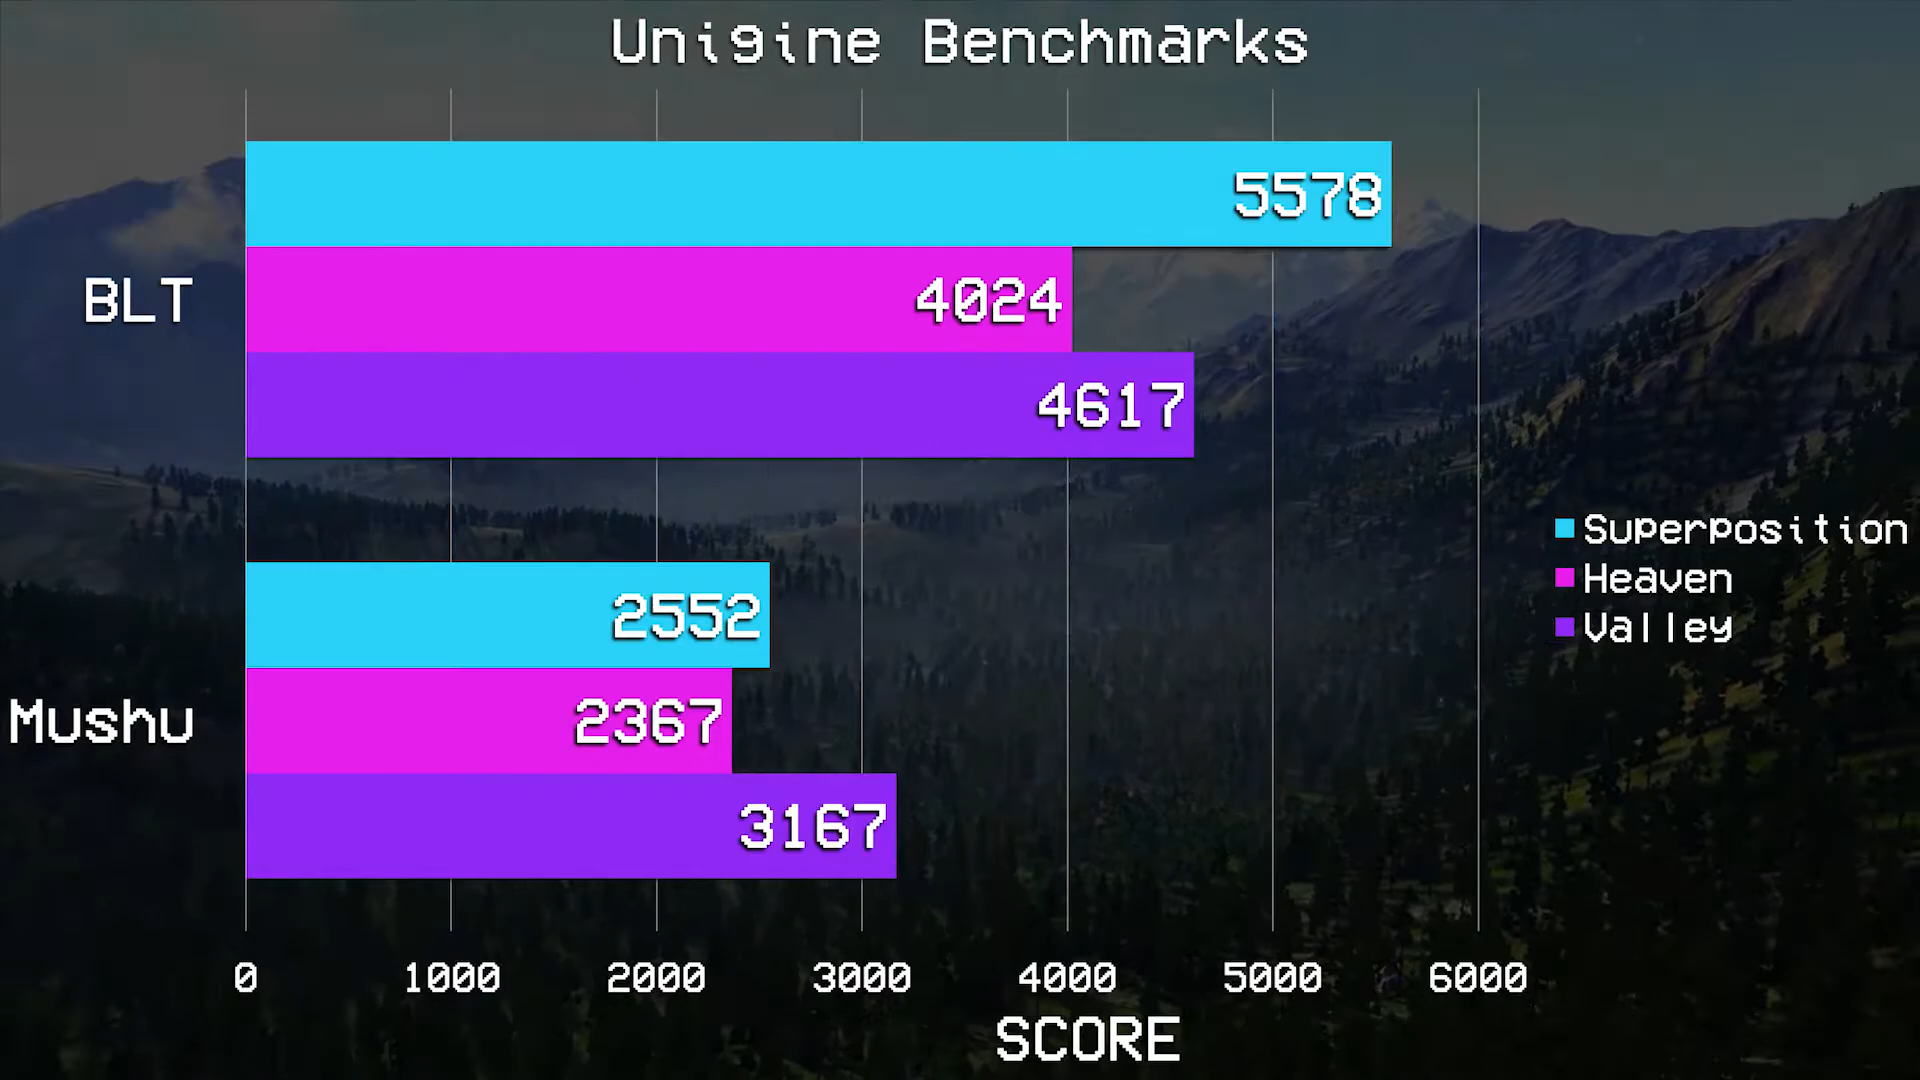 Unigine Benchmarks
BLT
5578
4024
4617
Mushu
2552
2367
3167
Superposition
Heaven
Valley
0 1000 2000 3000 4000 5000 6000
SCORE